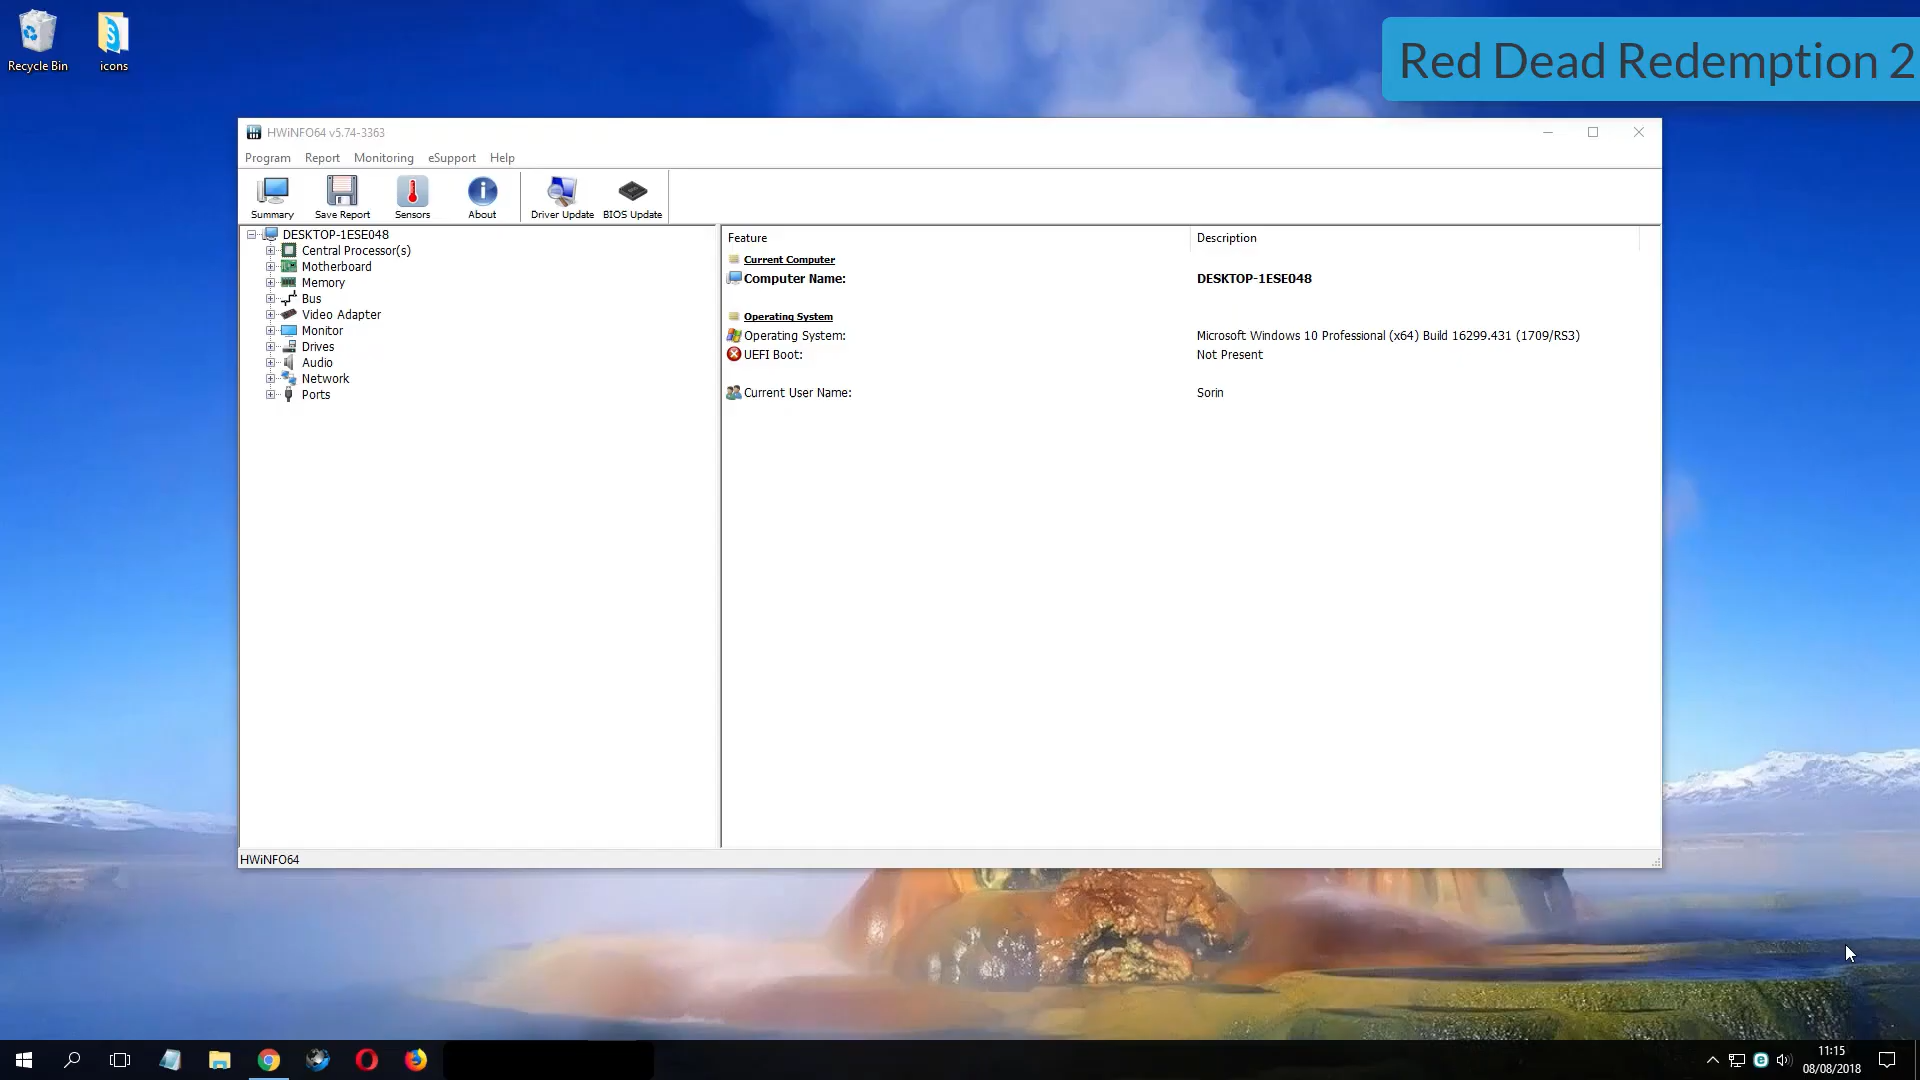 Recycle Bin
icons
Red Dead Redemption 2
HWiNFO64 v5.74-3363
Program Report Monitoring eSupport Help
Summary Save Report Sensors About Driver Update BIOS Update
DESKTOP-1ESE048
Central Processor(s)
Motherboard
Memory
Bus
Video Adapter
Monitor
Drives
Audio
Network
Ports
Feature Description
Current Computer
Computer Name: DESKTOP-1ESE048
Operating System
Operating System: Microsoft Windows 10 Professional (x64) Build 16299.431 (1709/RS3)
UEFI Boot: Not Present
Current User Name: Sorin
HWiNFO64
11:15
08/08/2018